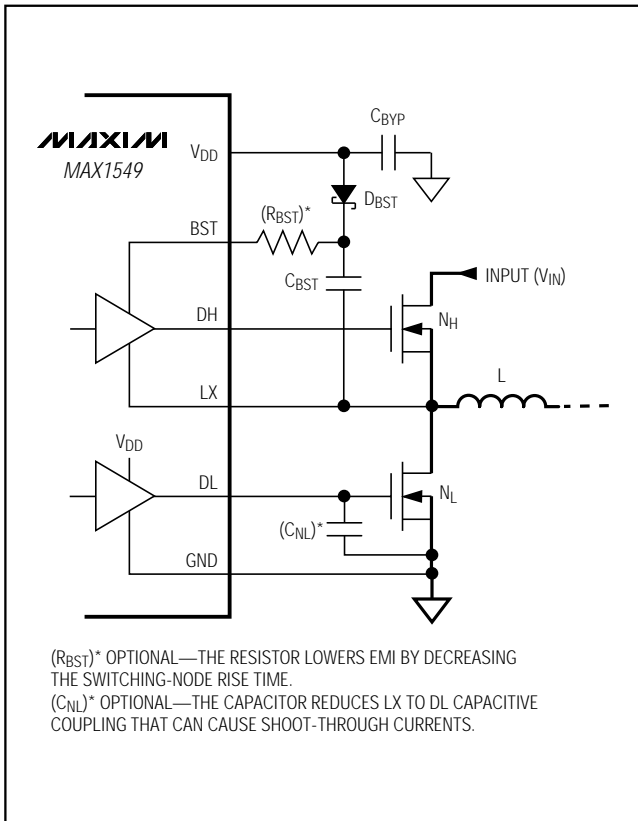 MAXIM
MAX1549
VDD
CBYP
DBST
(RBST)*
BST
CBST
INPUT (VIN)
DH
NH
L
LX
VDD
DL
NL
(CNL)*
GND
(RBST)* OPTIONAL—THE RESISTOR LOWERS EMI BY DECREASING
THE SWITCHING-NODE RISE TIME.
(CNL)* OPTIONAL—THE CAPACITOR REDUCES LX TO DL CAPACITIVE
COUPLING THAT CAN CAUSE SHOOT-THROUGH CURRENTS.